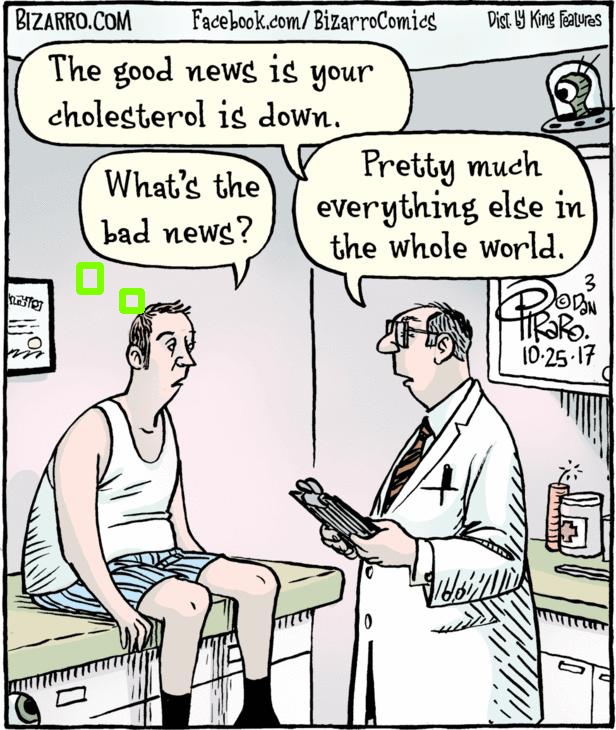 BIZARRO.COM
Facebook.com/BizarroComics
Dist. by King Features
The good news is your
cholesterol is down.
What's the
bad news?
Pretty much
everything else in
the whole world.
3
© Dan
Piraro.
10·25·17